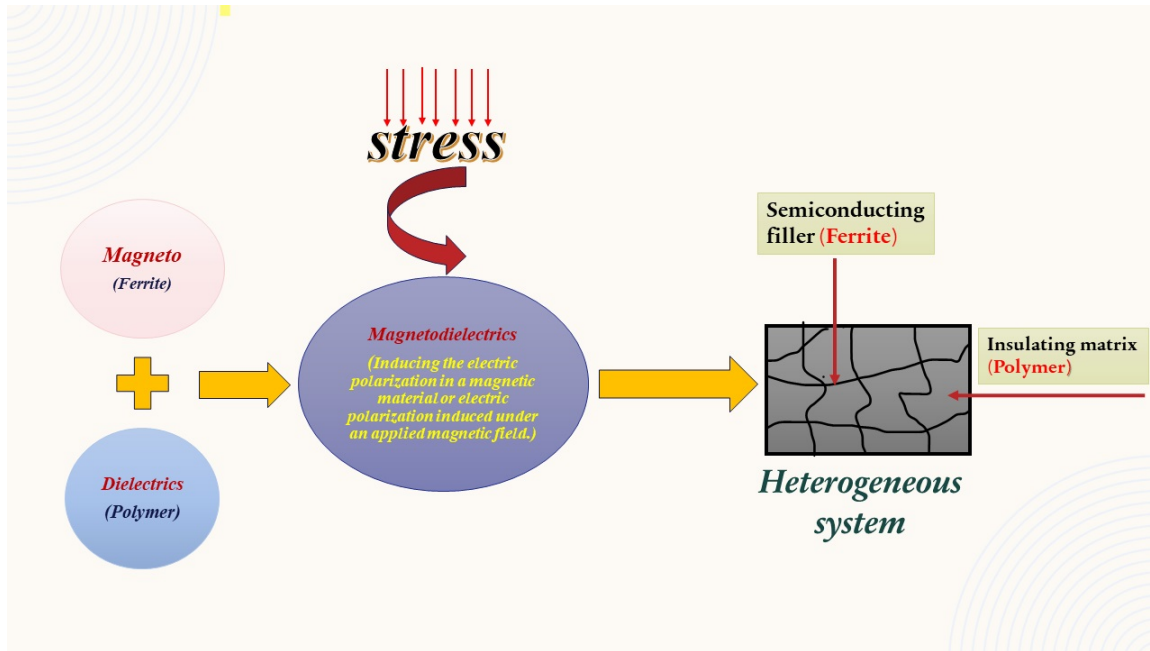 stress
Magneto
(Ferrite)
Dielectrics
(Polymer)
Magnetodielectrics
(Inducing the electric
polarization in a magnetic
material or electric
polarization induced under
an applied magnetic field.)
Semiconducting
filler (Ferrite)
Insulating matrix
(Polymer)
Heterogeneous
system